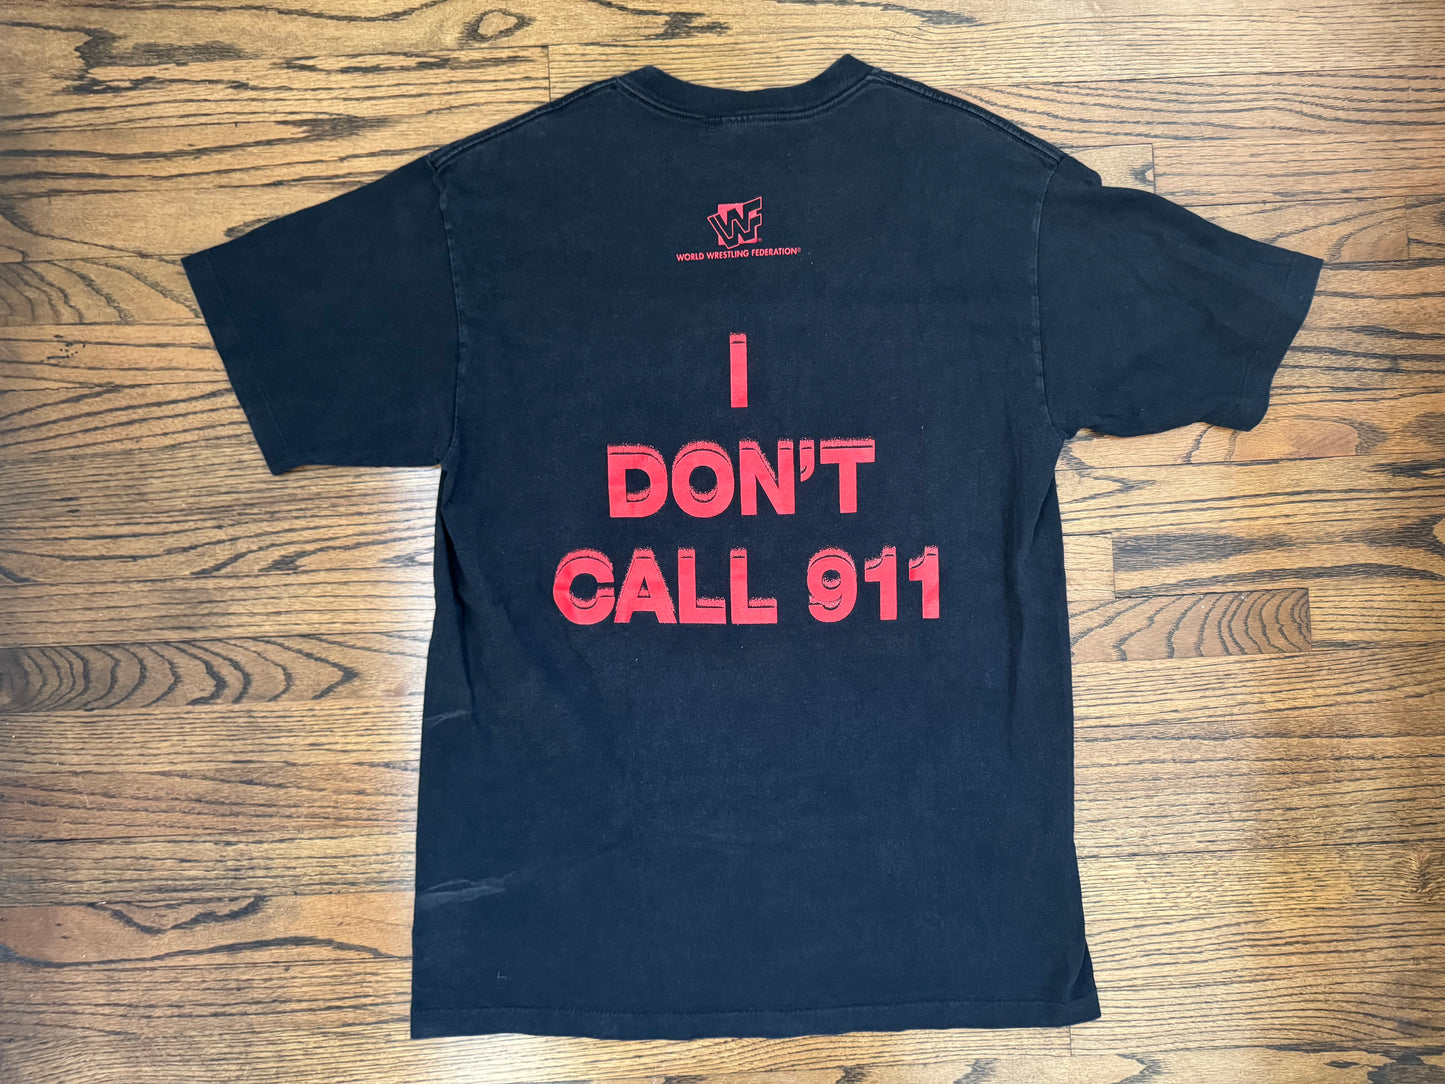 WF
WORLD WRESTLING FEDERATION®
I
DON'T
CALL 911